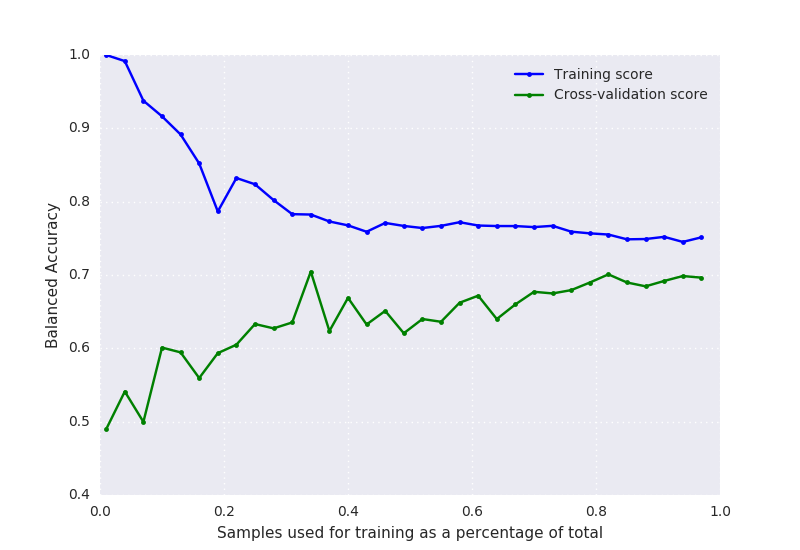 1.0
Training score
Cross-validation score
0.9
0.8
0.7
0.6
0.5
0.4
Balanced Accuracy
0.0 0.2 0.4 0.6 0.8 1.0
Samples used for training as a percentage of total